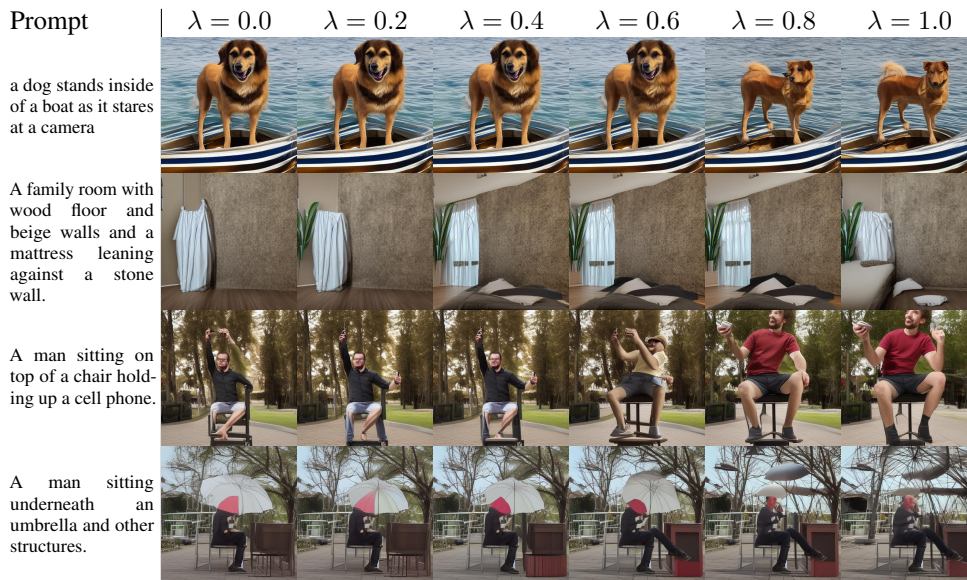 Prompt λ = 0.0 λ = 0.2 λ = 0.4 λ = 0.6 λ = 0.8 λ = 1.0
a dog stands inside
of a boat as it stares
at a camera
A family room with
wood floor and
beige walls and a
mattress leaning
against a stone
wall.
A man sitting on
top of a chair hold-
ing up a cell phone.
A man sitting
underneath an
umbrella and other
structures.